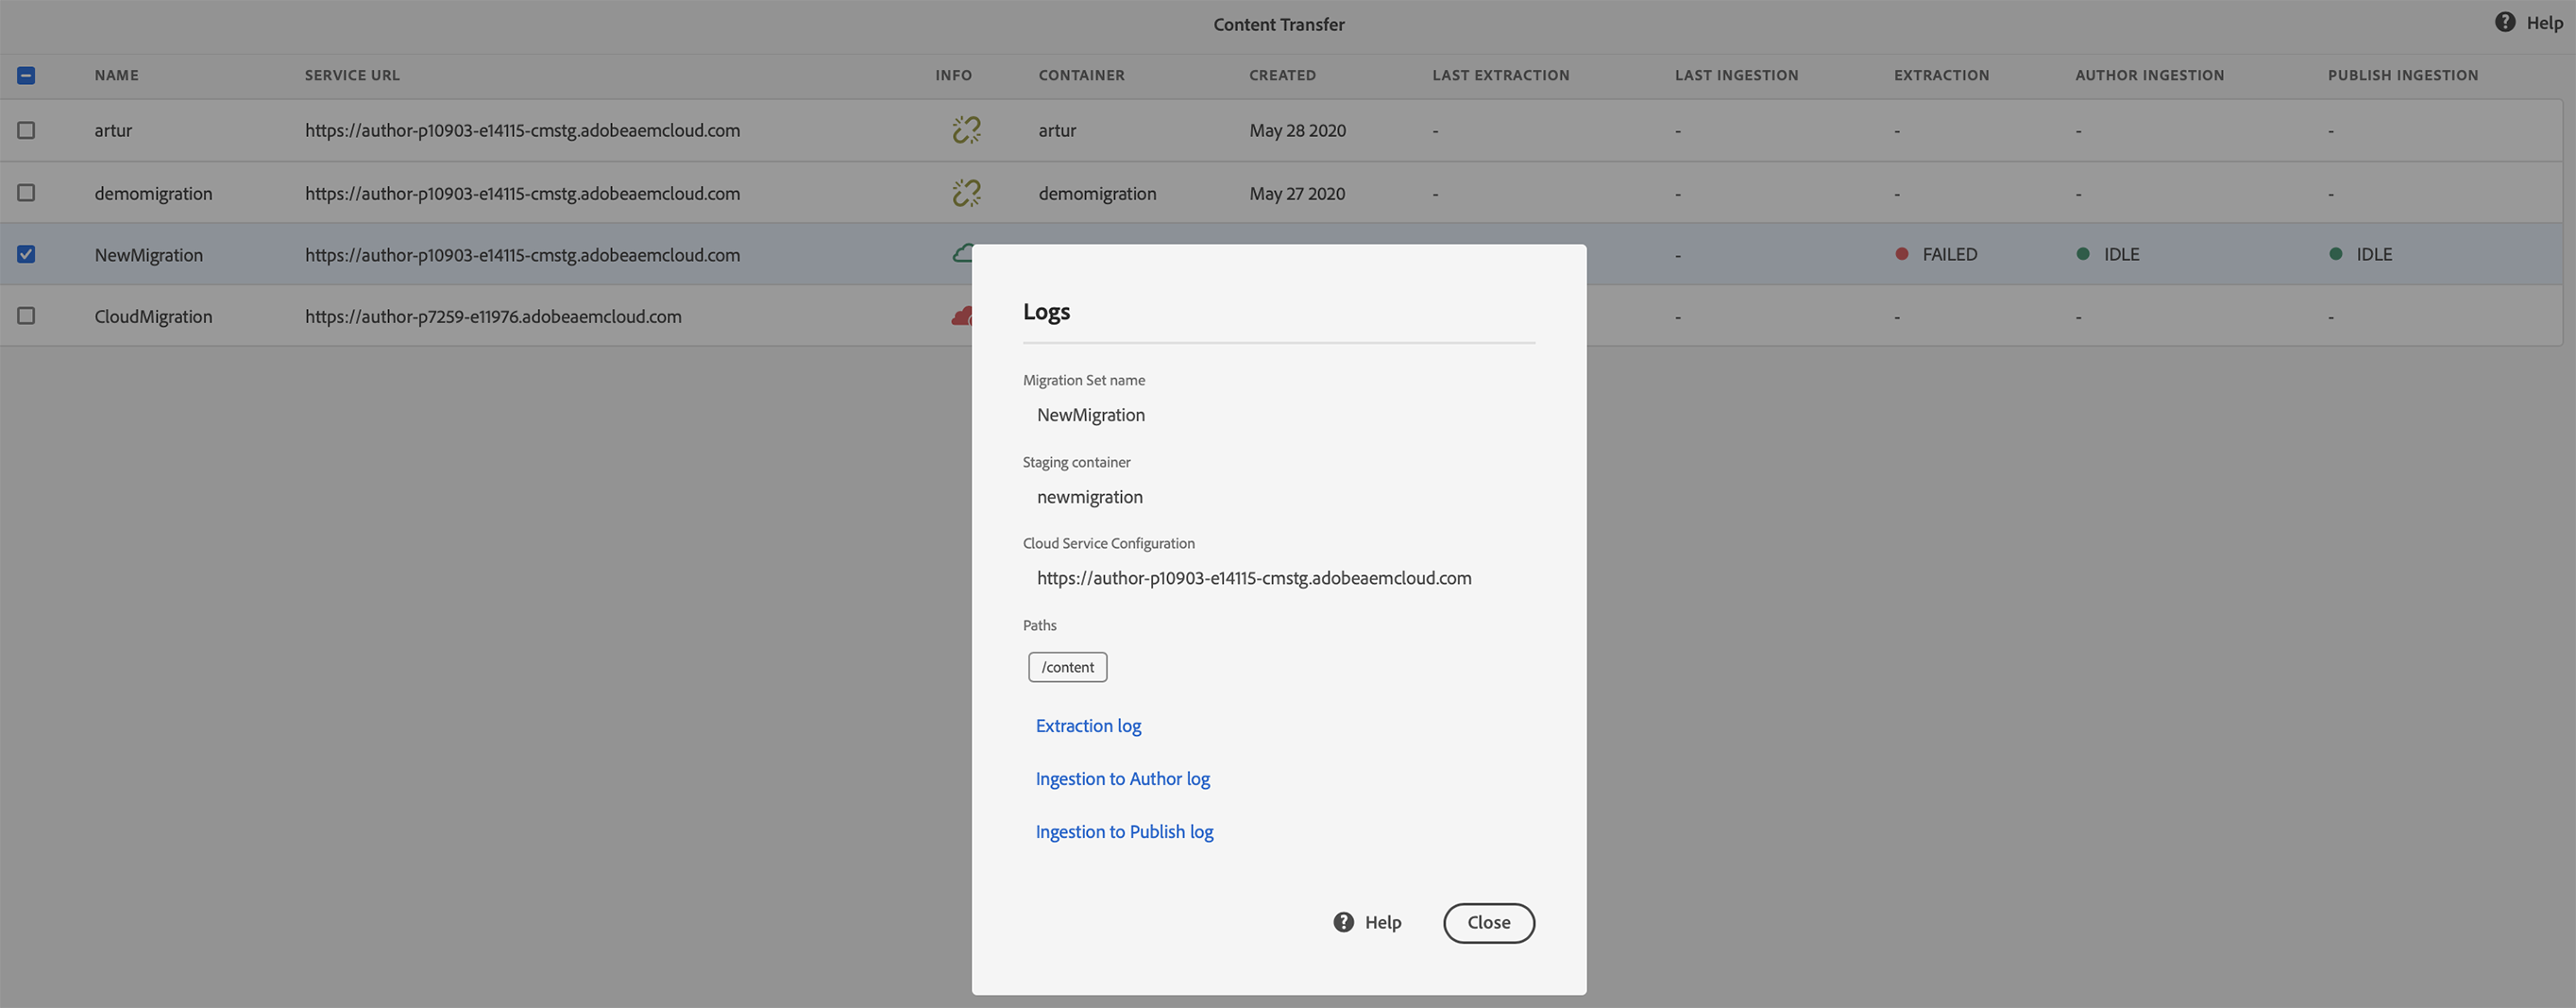 Content Transfer
Help
NAME SERVICE URL INFO CONTAINER CREATED LAST EXTRACTION LAST INGESTION EXTRACTION AUTHOR INGESTION PUBLISH INGESTION
artur https://author-p10903-e14115-cmstg.adobeaemcloud.com artur May 28 2020 - - - - -
demomigration https://author-p10903-e14115-cmstg.adobeaemcloud.com demomigration May 27 2020 - - - - -
NewMigration https://author-p10903-e14115-cmstg.adobeaemcloud.com - FAILED IDLE IDLE
CloudMigration https://author-p7259-e11976.adobeaemcloud.com - - - -
Logs
Migration Set name
NewMigration
Staging container
newmigration
Cloud Service Configuration
https://author-p10903-e14115-cmstg.adobeaemcloud.com
Paths
/content
Extraction log
Ingestion to Author log
Ingestion to Publish log
Help
Close